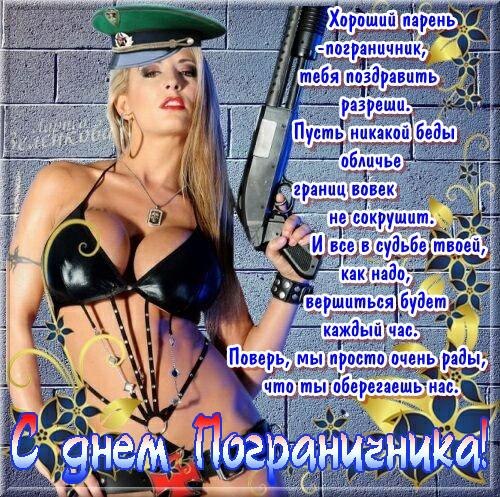 Хороший парень
-пограничник,
тебя поздравить
разреши.
Пусть никакой беды
обличье
границ вовек
не сокрушит.
И все в судьбе твоей,
как надо,
вершиться будет
каждый час.
Поверь, мы просто очень рады,
что ты оберегаешь нас.
С днем Пограничника!